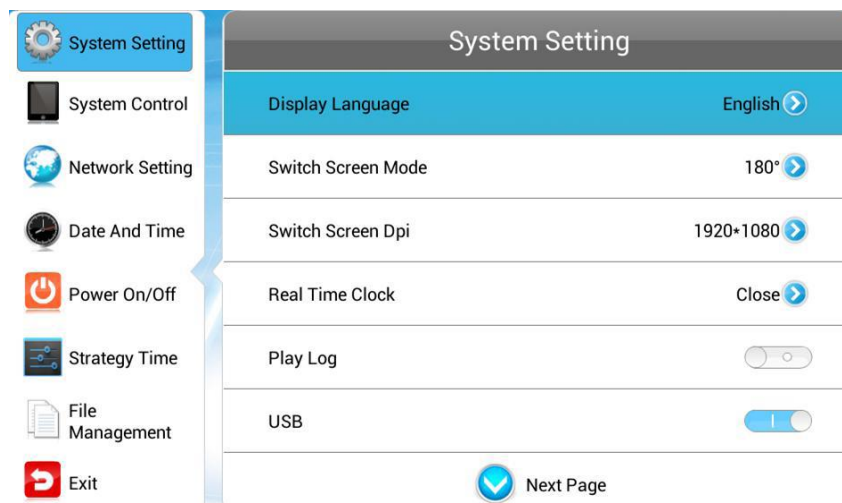 System Setting
System Control
Network Setting
Date And Time
Power On/Off
Strategy Time
File
Management
Exit
System Setting
Display Language English
Switch Screen Mode 180°
Switch Screen Dpi 1920*1080
Real Time Clock Close
Play Log
USB
Next Page